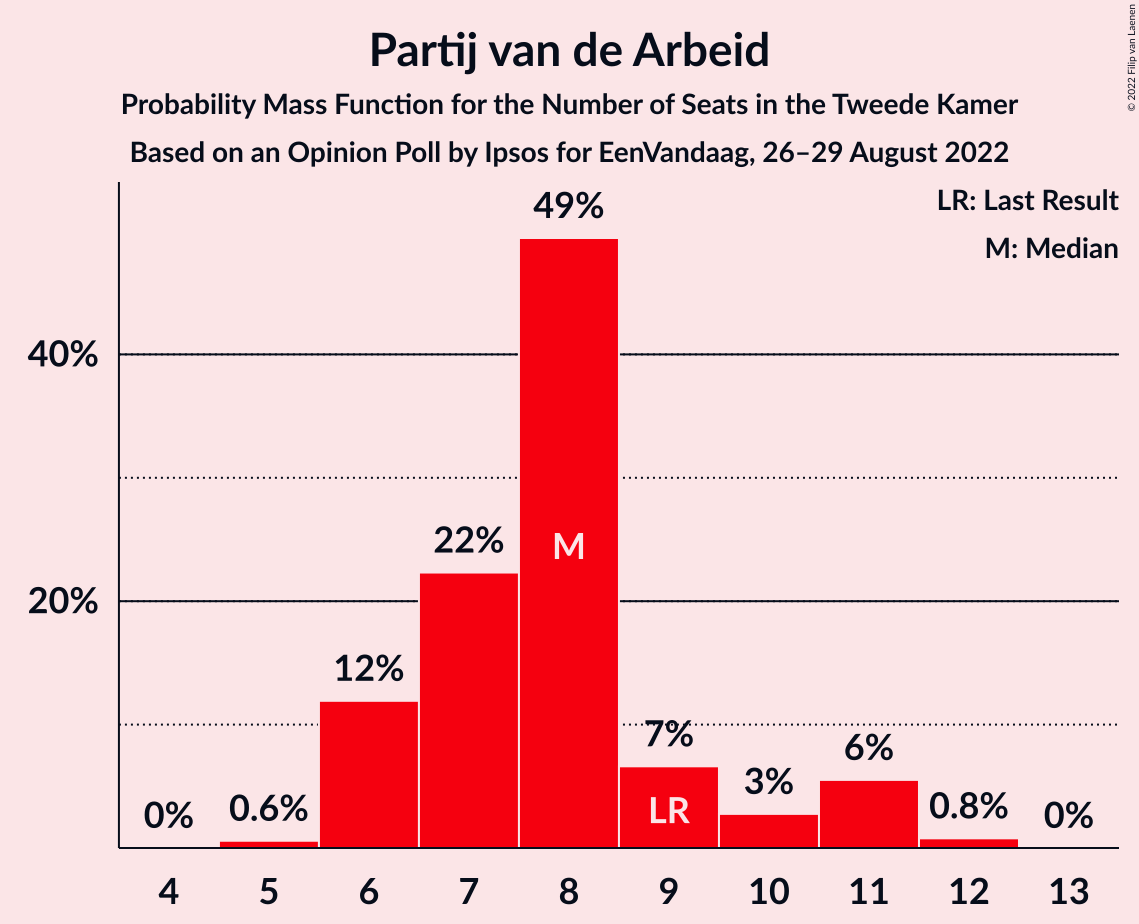 Partij van de Arbeid
Probability Mass Function for the Number of Seats in the Tweede Kamer
Based on an Opinion Poll by Ipsos for EenVandaag, 26–29 August 2022
© 2022 Filip van Laenen
LR: Last Result
M: Median
40%
20%
0%
0.6%
12%
22%
49%
M
7%
LR
3%
6%
0.8%
0%
4 5 6 7 8 9 10 11 12 13